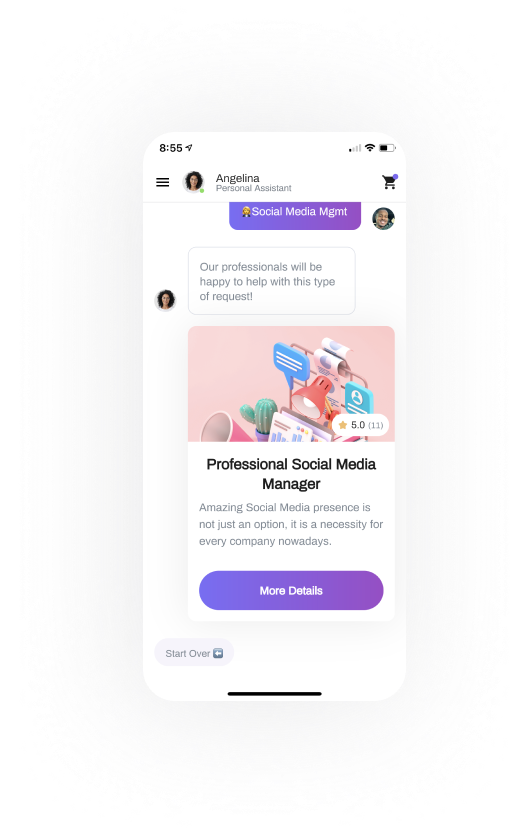 8:55
Angelina
Personal Assistant
Social Media Mgmt
Our professionals will be
happy to help with this type
of request!
5.0 (11)
Professional Social Media
Manager
Amazing Social Media presence is
not just an option, it is a necessity for
every company nowadays.
More Details
Start Over